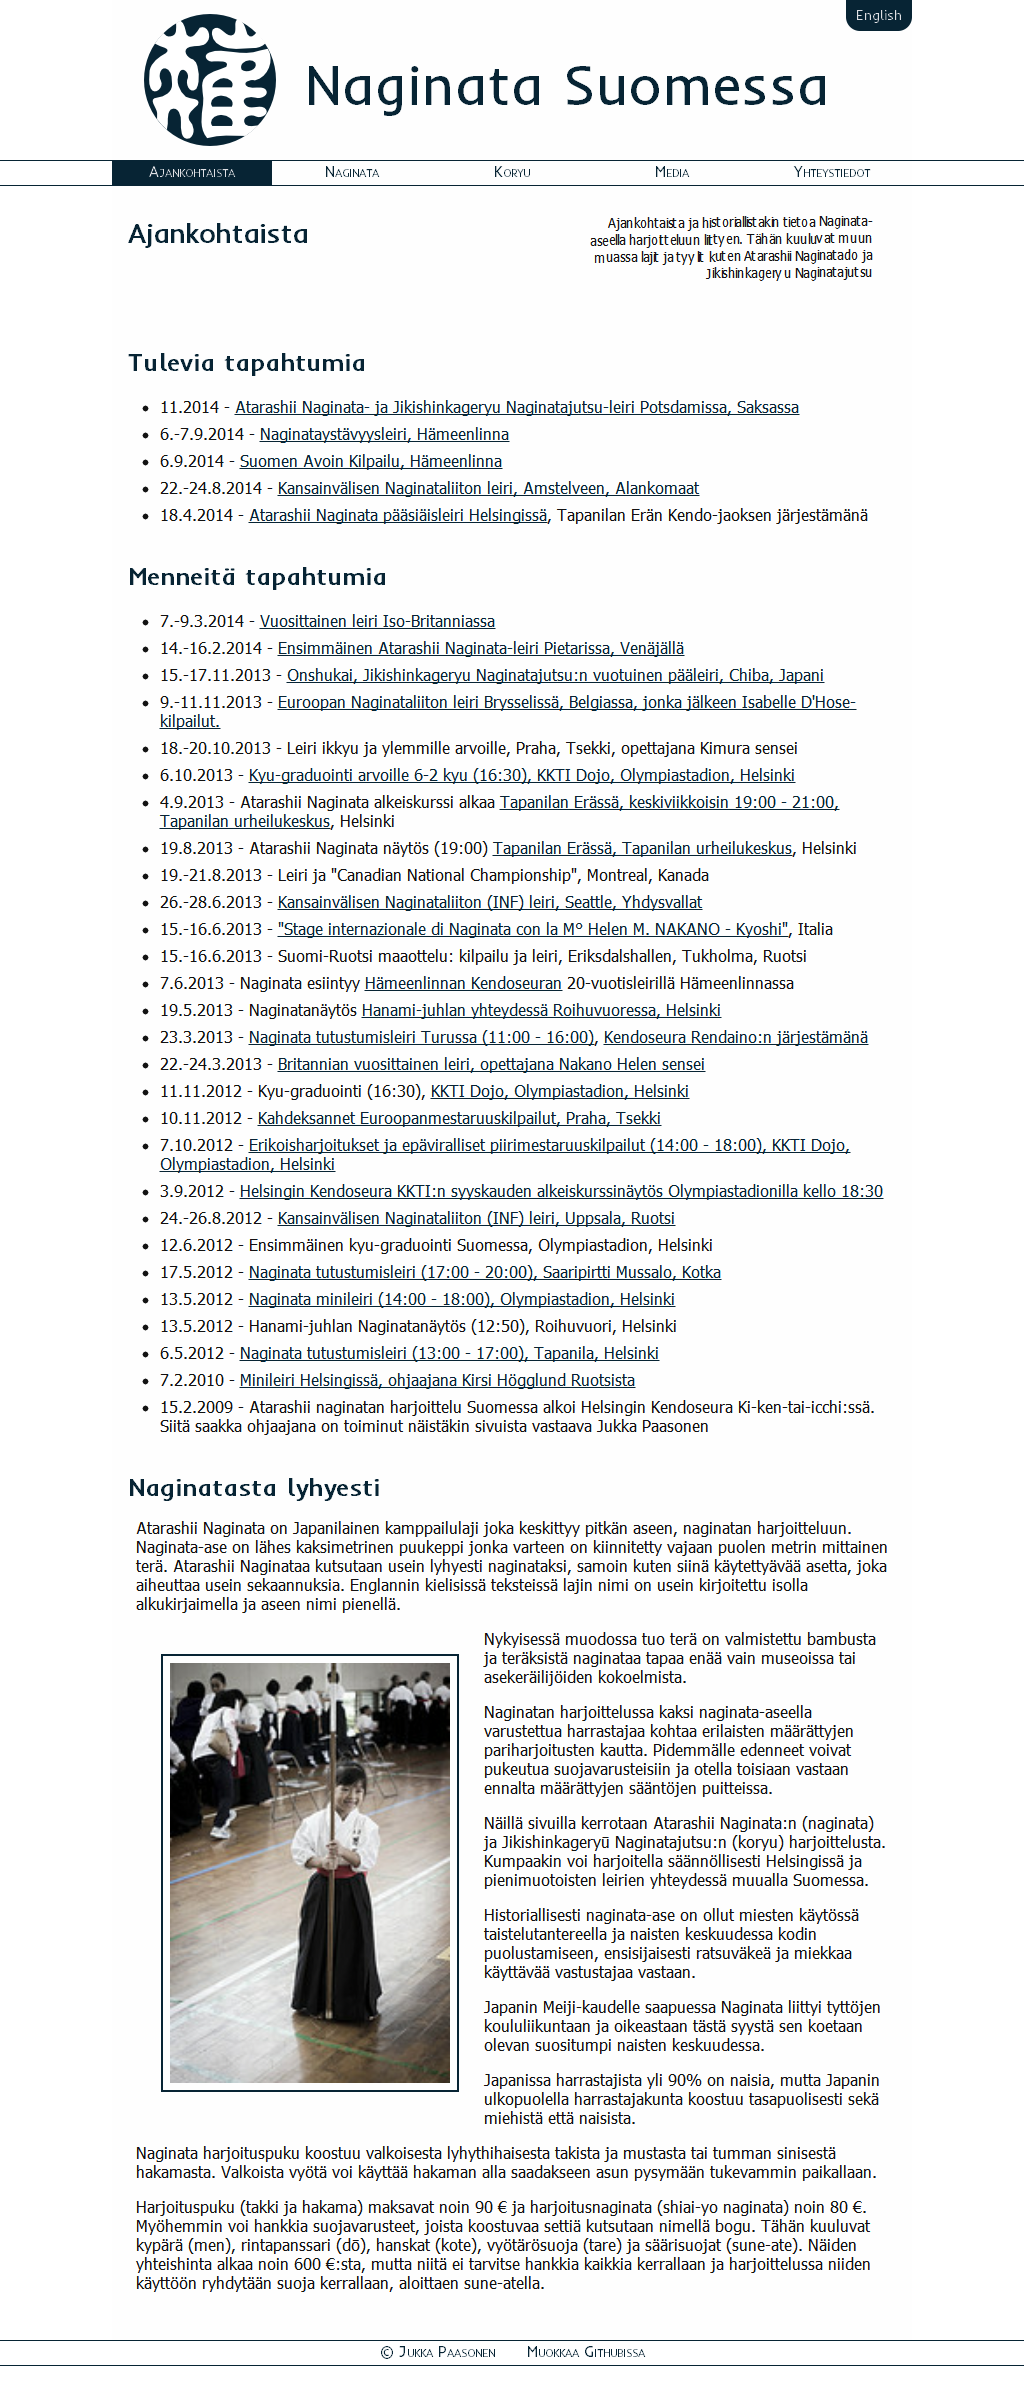 English
Naginata Suomessa
Ajankohtaista
Naginata
Koryu
Media
Yhteystiedot
Ajankohtaista
Ajankohtaista ja historiallistakin tietoa Naginata-
aseella harjoitteluun liittyen. Tähän kuuluvat muun
muassa lajit ja tyylit kuten Atarashii Naginatado ja
Jikishinkageryu Naginatajutsu
Tulevia tapahtumia
11.2014 - Atarashii Naginata- ja Jikishinkageryu Naginatajutsu-leiri Potsdamissa, Saksassa
6.-7.9.2014 - Naginataystävyysleiri, Hämeenlinna
6.9.2014 - Suomen Avoin Kilpailu, Hämeenlinna
22.-24.8.2014 - Kansainvälisen Naginataliiton leiri, Amstelveen, Alankomaat
18.4.2014 - Atarashii Naginata pääsiäisleiri Helsingissä, Tapanilan Erän Kendo-jaoksen järjestämänä
Menneitä tapahtumia
7.-9.3.2014 - Vuosittainen leiri Iso-Britanniassa
14.-16.2.2014 - Ensimmäinen Atarashii Naginata-leiri Pietarissa, Venäjällä
15.-17.11.2013 - Onshukai, Jikishinkageryu Naginatajutsu:n vuotuinen pääleiri, Chiba, Japani
9.-11.11.2013 - Euroopan Naginataliiton leiri Brysselissä, Belgiassa, jonka jälkeen Isabelle D'Hose-
kilpailut.
18.-20.10.2013 - Leiri ikkyu ja ylemmille arvoille, Praha, Tsekki, opettajana Kimura sensei
6.10.2013 - Kyu-graduointi arvoille 6-2 kyu (16:30), KKTI Dojo, Olympiastadion, Helsinki
4.9.2013 - Atarashii Naginata alkeiskurssi alkaa Tapanilan Erässä, keskiviikkoisin 19:00 - 21:00,
Tapanilan urheilukeskus, Helsinki
19.8.2013 - Atarashii Naginata näytös (19:00) Tapanilan Erässä, Tapanilan urheilukeskus, Helsinki
19.-21.8.2013 - Leiri ja "Canadian National Championship", Montreal, Kanada
26.-28.6.2013 - Kansainvälisen Naginataliiton (INF) leiri, Seattle, Yhdysvallat
15.-16.6.2013 - "Stage internazionale di Naginata con la M° Helen M. NAKANO - Kyoshi", Italia
15.-16.6.2013 - Suomi-Ruotsi maaottelu: kilpailu ja leiri, Eriksdalshallen, Tukholma, Ruotsi
7.6.2013 - Naginata esiintyy Hämeenlinnan Kendoseuran 20-vuotisleirillä Hämeenlinnassa
19.5.2013 - Naginatanäytös Hanami-juhlan yhteydessä Roihuvuoressa, Helsinki
23.3.2013 - Naginata tutustumisleiri Turussa (11:00 - 16:00), Kendoseura Rendaino:n järjestämänä
22.-24.3.2013 - Britannian vuosittainen leiri, opettajana Nakano Helen sensei
11.11.2012 - Kyu-graduointi (16:30), KKTI Dojo, Olympiastadion, Helsinki
10.11.2012 - Kahdeksannet Euroopanmestaruuskilpailut, Praha, Tsekki
7.10.2012 - Erikoisharjoitukset ja epäviralliset piirimestaruuskilpailut (14:00 - 18:00), KKTI Dojo,
Olympiastadion, Helsinki
3.9.2012 - Helsingin Kendoseura KKTI:n syyskauden alkeiskurssinäytös Olympiastadionilla kello 18:30
24.-26.8.2012 - Kansainvälisen Naginataliiton (INF) leiri, Uppsala, Ruotsi
12.6.2012 - Ensimmäinen kyu-graduointi Suomessa, Olympiastadion, Helsinki
17.5.2012 - Naginata tutustumisleiri (17:00 - 20:00), Saaripirtti Mussalo, Kotka
13.5.2012 - Naginata minileiri (14:00 - 18:00), Olympiastadion, Helsinki
13.5.2012 - Hanami-juhlan Naginatanäytös (12:50), Roihuvuori, Helsinki
6.5.2012 - Naginata tutustumisleiri (13:00 - 17:00), Tapanila, Helsinki
7.2.2010 - Minileiri Helsingissä, ohjaajana Kirsi Högglund Ruotsista
15.2.2009 - Atarashii naginatan harjoittelu Suomessa alkoi Helsingin Kendoseura Ki-ken-tai-icchi:ssä.
Siitä saakka ohjaajana on toiminut näistäkin sivuista vastaava Jukka Paasonen
Naginatasta lyhyesti
Atarashii Naginata on Japanilainen kamppailulaji joka keskittyy pitkän aseen, naginatan harjoitteluun.
Naginata-ase on lähes kaksimetrinen puukeppi jonka varteen on kiinnitetty vajaan puolen metrin mittainen
terä. Atarashii Naginataa kutsutaan usein lyhyesti naginataksi, samoin kuten siinä käytettyävää asetta, joka
aiheuttaa usein sekaannuksia. Englannin kielisissä teksteissä lajin nimi on usein kirjoitettu isolla
alkukirjaimella ja aseen nimi pienellä.
Nykyisessä muodossa tuo terä on valmistettu bambusta
ja teräksistä naginataa tapaa enää vain museoissa tai
asekeräilijöiden kokoelmista.
Naginatan harjoittelussa kaksi naginata-aseella
varustettua harrastajaa kohtaa erilaisten määrättyjen
pariharjoitusten kautta. Pidemmälle edenneet voivat
pukeutua suojavarusteisiin ja otella toisiaan vastaan
ennalta määrättyjen sääntöjen puitteissa.
Näillä sivuilla kerrotaan Atarashii Naginata:n (naginata)
ja Jikishinkageryū Naginatajutsu:n (koryu) harjoittelusta.
Kumpaakin voi harjoitella säännöllisesti Helsingissä ja
pienimuotoisten leirien yhteydessä muualla Suomessa.
Historiallisesti naginata-ase on ollut miesten käytössä
taistelutantereella ja naisten keskuudessa kodin
puolustamiseen, ensisijaisesti ratsuväkeä ja miekkaa
käyttävää vastustajaa vastaan.
Japanin Meiji-kaudelle saapuessa Naginata liittyi tyttöjen
koululiikuntaan ja oikeastaan tästä syystä sen koetaan
olevan suositumpi naisten keskuudessa.
Japanissa harrastajista yli 90% on naisia, mutta Japanin
ulkopuolella harrastajakunta koostuu tasapuolisesti sekä
miehistä että naisista.
Naginata harjoituspuku koostuu valkoisesta lyhythihaisesta takista ja mustasta tai tumman sinisestä
hakamasta. Valkoista vyötä voi käyttää hakaman alla saadakseen asun pysymään tukevammin paikallaan.
Harjoituspuku (takki ja hakama) maksavat noin 90 € ja harjoitusnaginata (shiai-yo naginata) noin 80 €.
Myöhemmin voi hankkia suojavarusteet, joista koostuvaa settiä kutsutaan nimellä bogu. Tähän kuuluvat
kypärä (men), rintapanssari (dō), hanskat (kote), vyötärösuoja (tare) ja säärisuojat (sune-ate). Näiden
yhteishinta alkaa noin 600 €:sta, mutta niitä ei tarvitse hankkia kaikkia kerrallaan ja harjoittelussa niiden
käyttöön ryhdytään suoja kerrallaan, aloittaen sune-atella.
© Jukka Paasonen
Muokkaa Githubissa